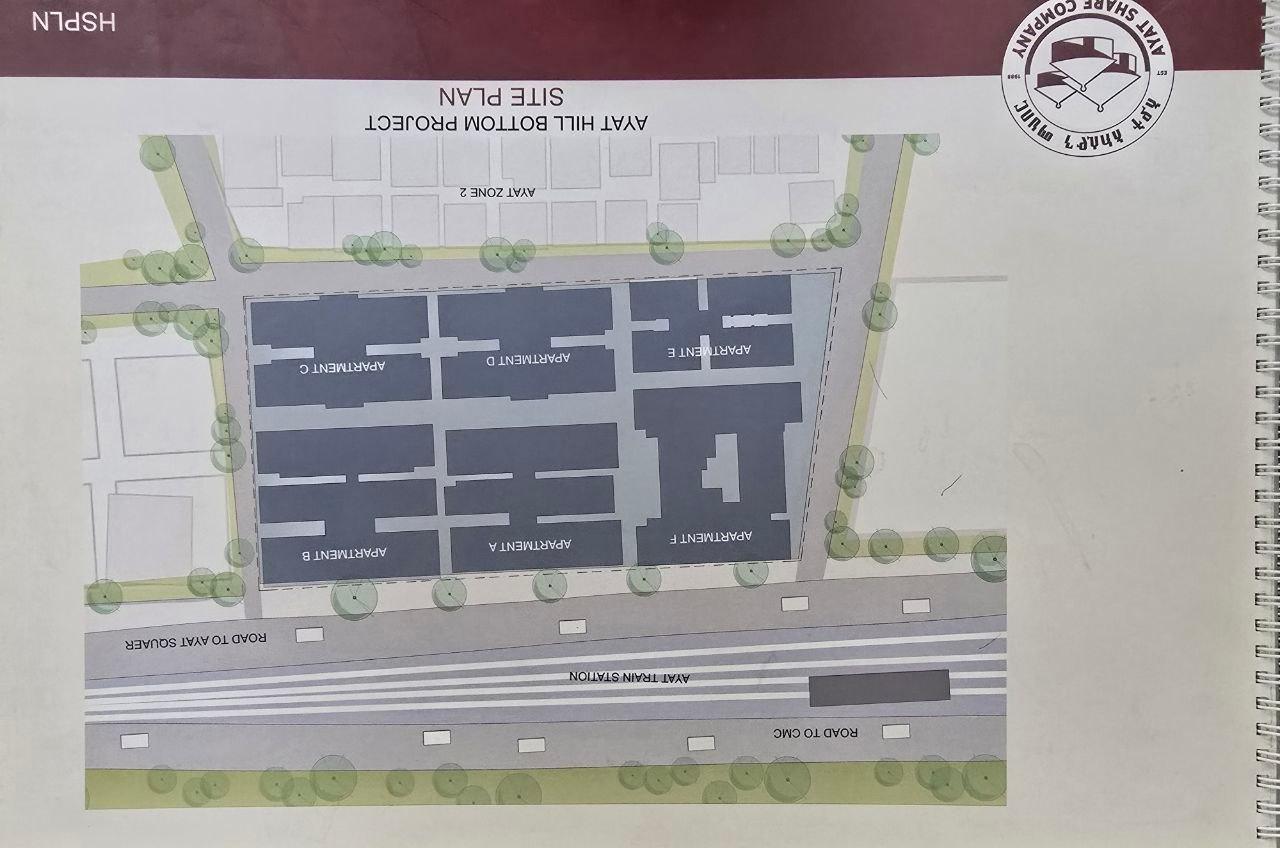 ROAD TO CMC
AYAT TRAIN STATION
ROAD TO AYAT SQUAER
APARTMENT F
APARTMENT A
APARTMENT B
APARTMENT E
APARTMENT D
APARTMENT C
AYAT ZONE 2
AYAT HILL BOTTOM PROJECT
SITE PLAN
አያት አክሲዮን ማህበር
EST 1988
AYAT SHARE COMPANY
HSPLN